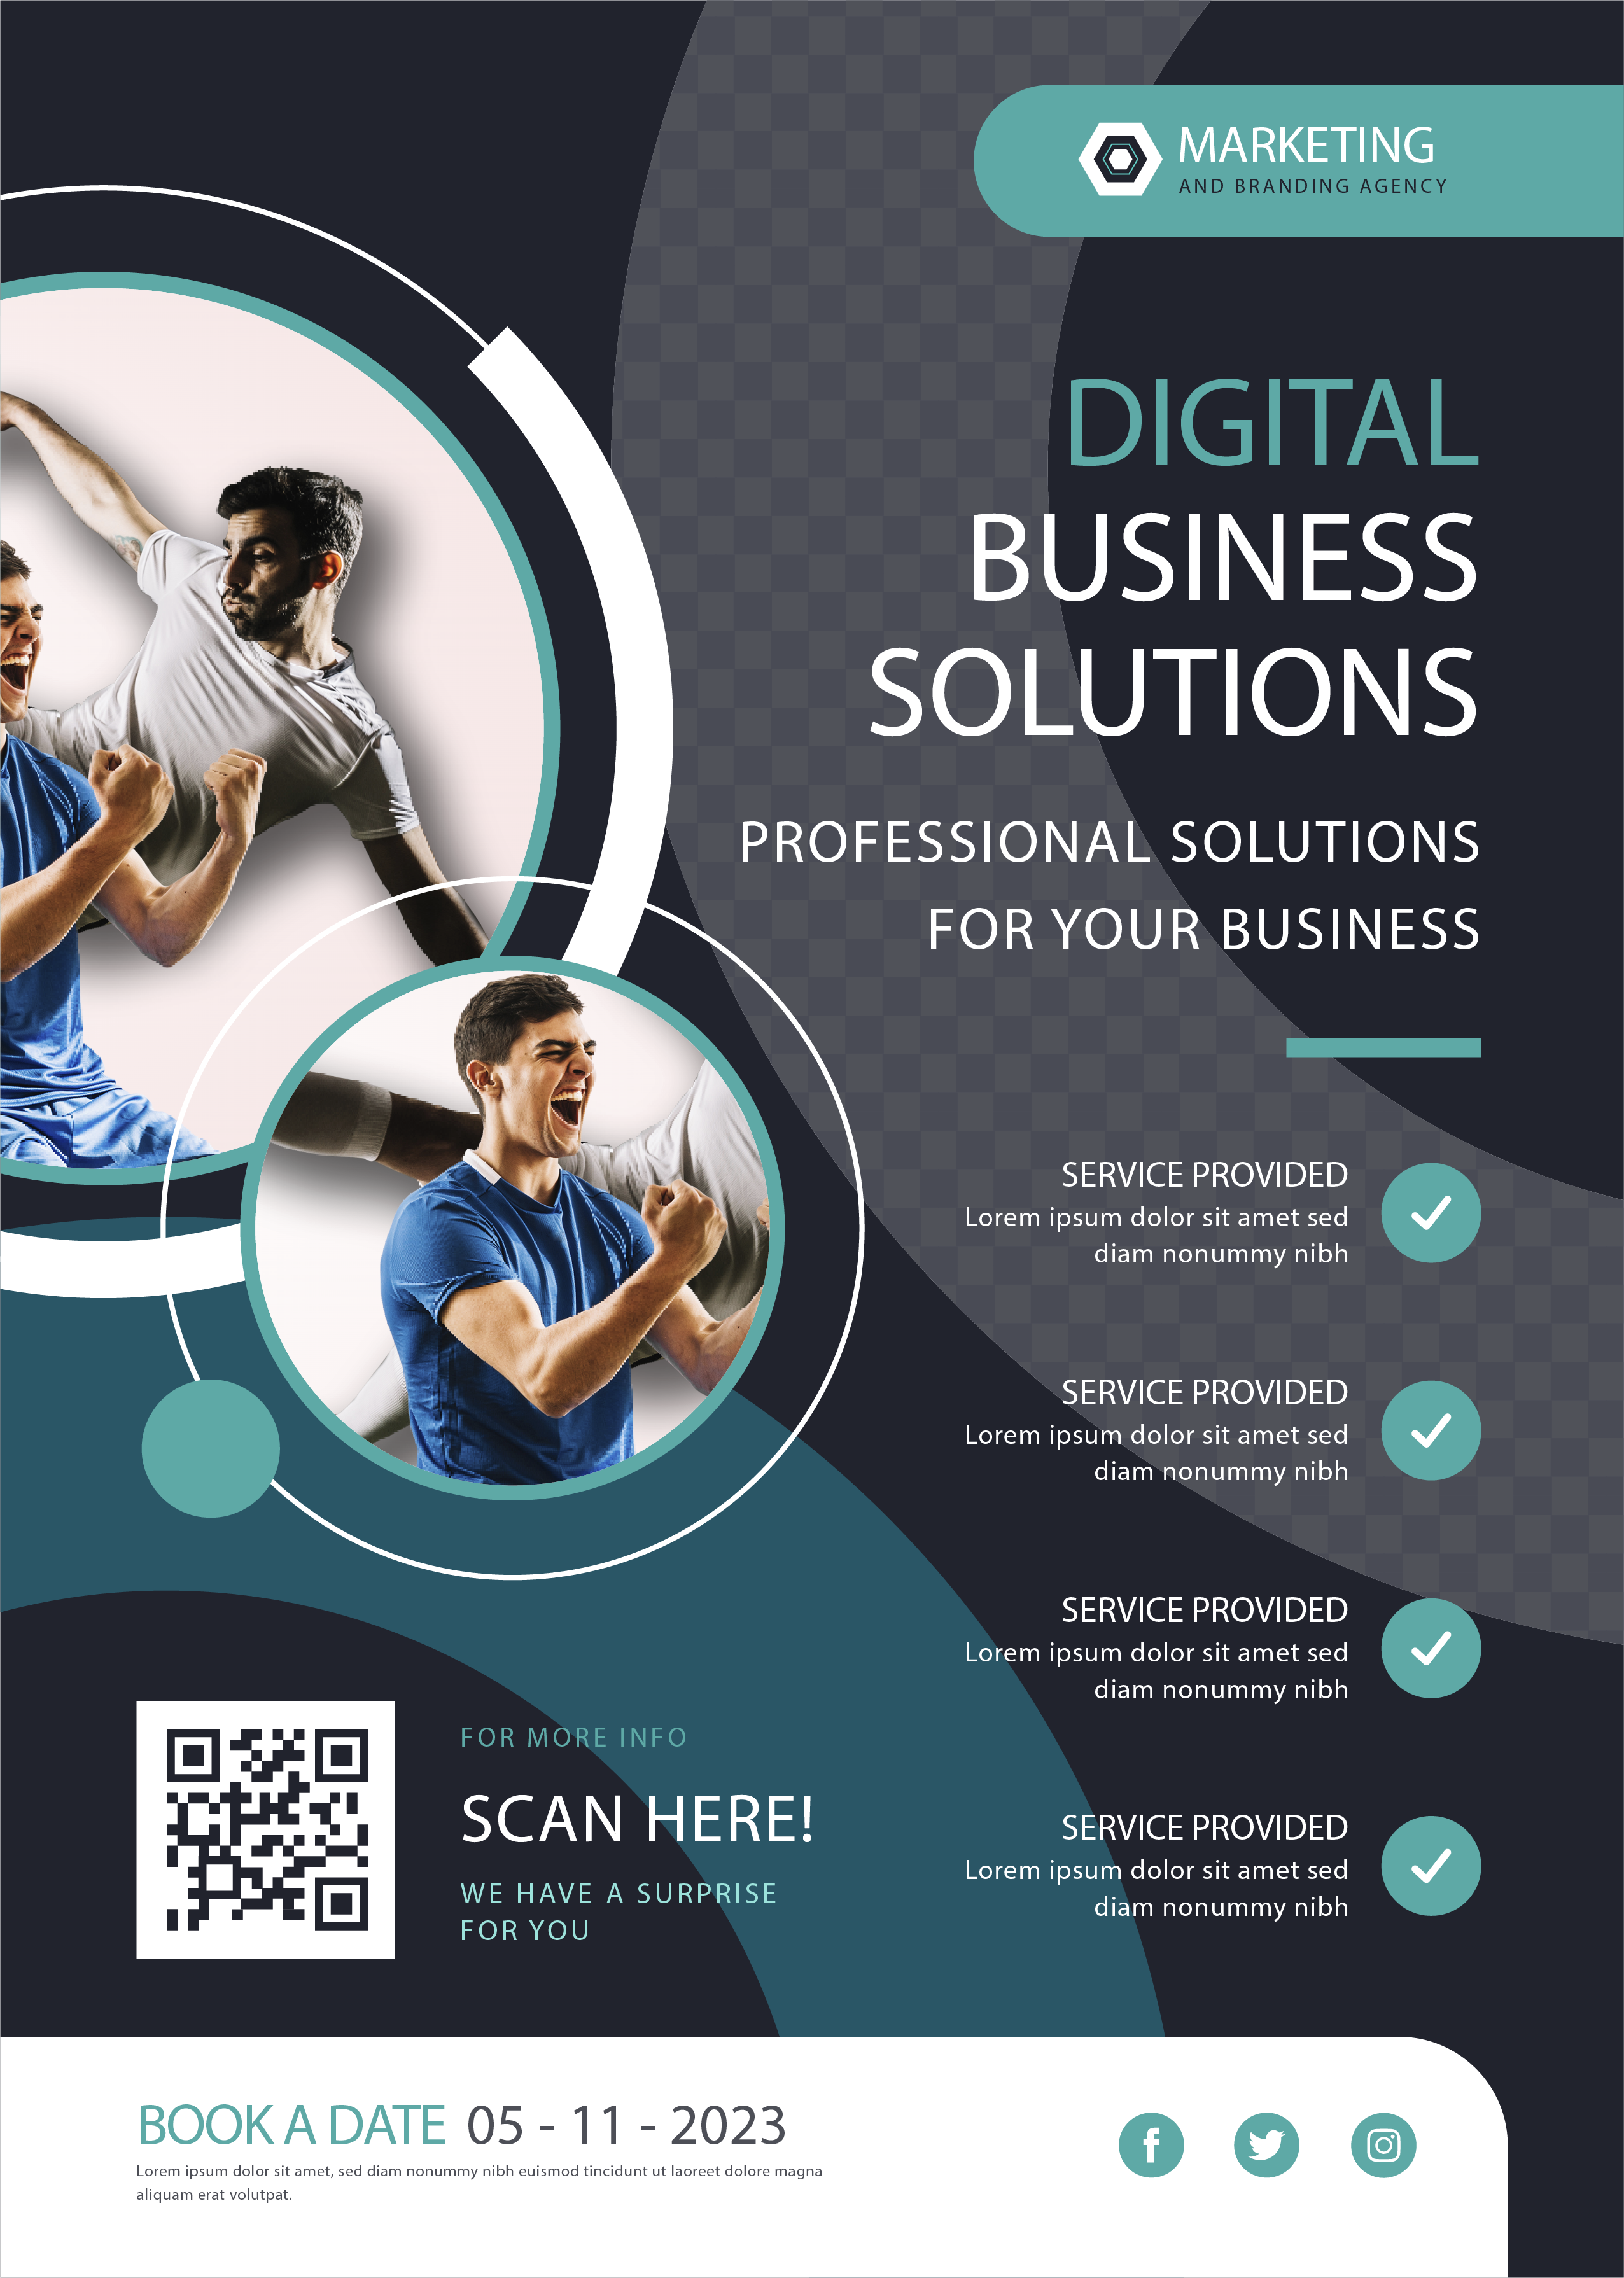 MARKETING
AND BRANDING AGENCY
DIGITAL
BUSINESS
SOLUTIONS
PROFESSIONAL SOLUTIONS
FOR YOUR BUSINESS
SERVICE PROVIDED
Lorem ipsum dolor sit amet sed
diam nonummy nibh
SERVICE PROVIDED
Lorem ipsum dolor sit amet sed
diam nonummy nibh
SERVICE PROVIDED
Lorem ipsum dolor sit amet sed
diam nonummy nibh
SERVICE PROVIDED
Lorem ipsum dolor sit amet sed
diam nonummy nibh
FOR MORE INFO
SCAN HERE!
WE HAVE A SURPRISE
FOR YOU
BOOK A DATE 05 - 11 - 2023
Lorem ipsum dolor sit amet, sed diam nonummy nibh euismod tincidunt ut laoreet dolore magna
aliquam erat volutpat.